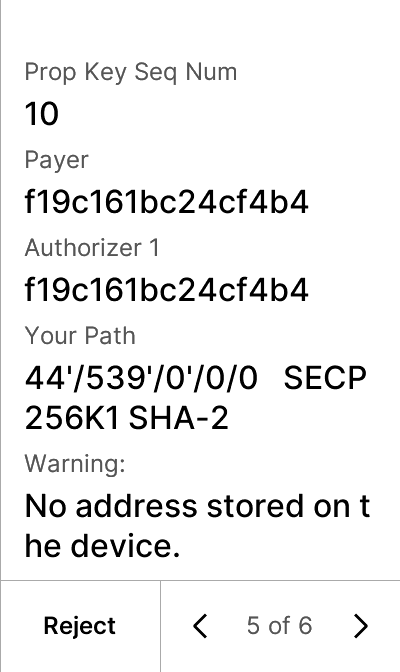 Prop Key Seq Num
10
Payer
f19c161bc24cf4b4
Authorizer 1
f19c161bc24cf4b4
Your Path
44'/539'/0'/0/0   SECP
256K1 SHA-2
Warning:
No address stored on t
he device.
Reject
5 of 6